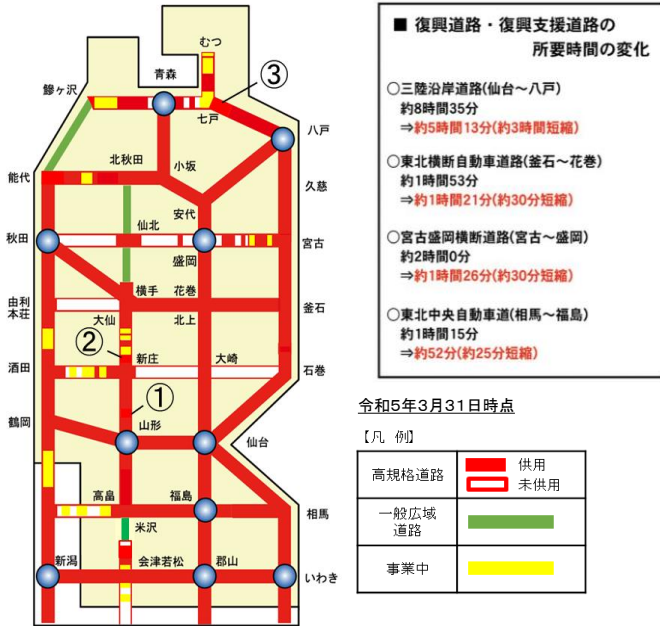 むつ
青森
③
鰺ヶ沢
七戸
八戸
北秋田
小坂
能代
久慈
安代
仙北
秋田
宮古
盛岡
横手
花巻
由利
本荘
釜石
大仙
北上
②
新庄
大崎
酒田
石巻
①
鶴岡
山形
仙台
高畠
福島
相馬
米沢
新潟
会津若松
郡山
いわき
■ 復興道路・復興支援道路の
所要時間の変化
○三陸沿岸道路(仙台～八戸)
約8時間35分
⇒約5時間13分(約3時間短縮)
○東北横断自動車道路(釜石～花巻)
約1時間53分
⇒約1時間21分(約30分短縮)
○宮古盛岡横断道路(宮古～盛岡)
約2時間0分
⇒約1時間26分(約30分短縮)
○東北中央自動車道(相馬～福島)
約1時間15分
⇒約52分(約25分短縮)
令和5年3月31日時点
【凡 例】
高規格道路
供用
未供用
一般広域
道路
事業中